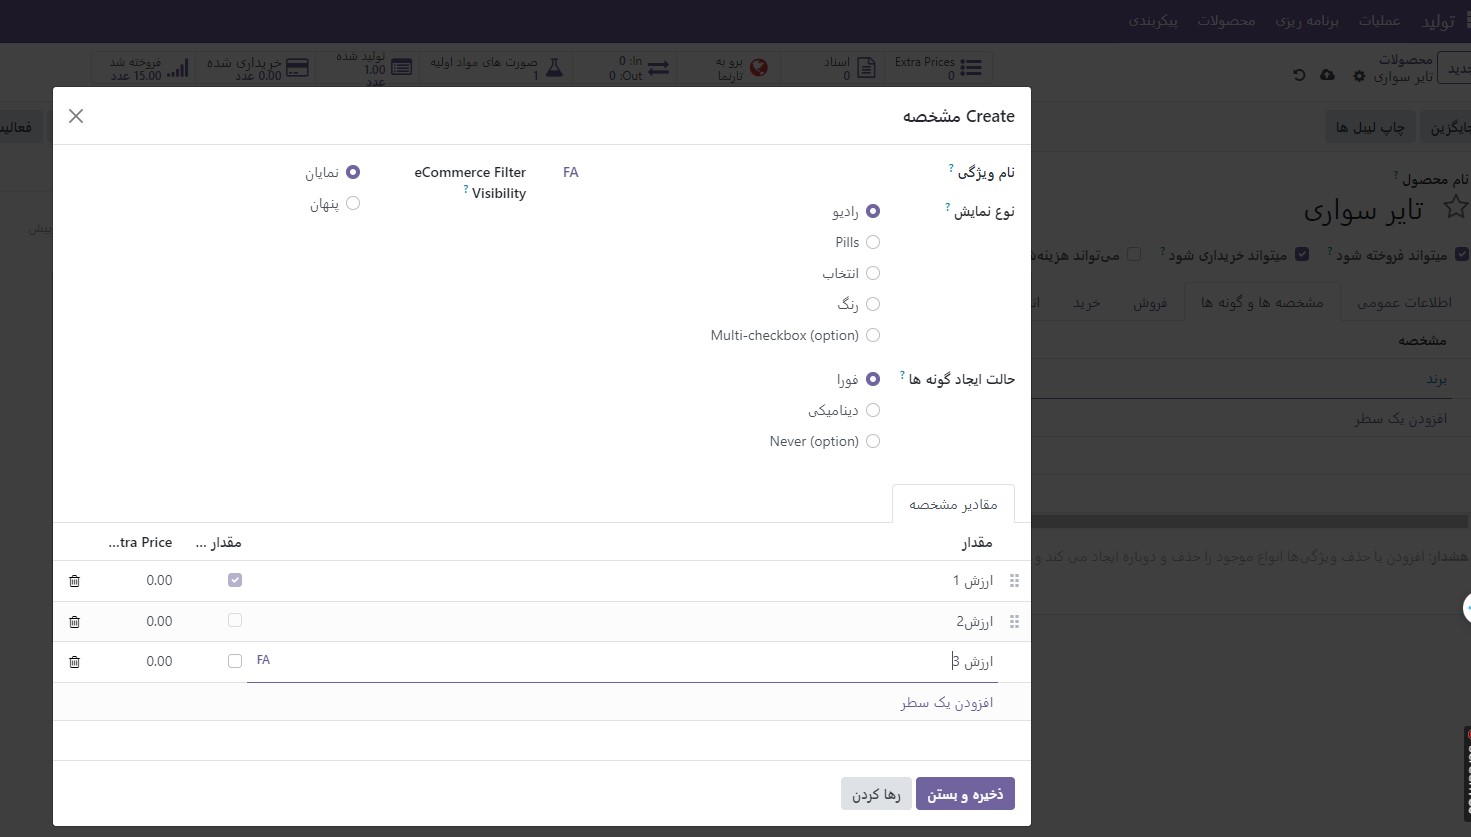 تولید
عملیات
برنامه ریزی
محصولات
پیکربندی
محصولات
تایر سواری
Extra Prices
0
اسناد
0
برو به
تارنما
In: 0
Out: 0
صورت های مواد اولیه
1
تولید شده
1.00
عدد
خریداری شده
0.00 عدد
فروخته شد
15.00 عدد
چاپ لیبل ها
نام محصول ?
تایر سواری
میتواند فروخته شود ?
میتواند خریداری شود ?
اطلاعات عمومی
مشخصه ها و گونه ها
فروش
خرید
مشخصه
برند
افزودن یک سطر
هشدار: افزودن یا حذف ویژگی‌ها انواع موجود را حذف و دوباره ایجاد می کند و
Create مشخصه
نام ویژگی ?
FA
نوع نمایش ?
رادیو
Pills
انتخاب
رنگ
Multi-checkbox (option)
حالت ایجاد گونه ها ?
فورا
دینامیکی
Never (option)
eCommerce Filter
Visibility ?
نمایان
پنهان
مقادیر مشخصه
مقدار
مقدار ...
...tra Price
ارزش 1
0.00
ارزش2
0.00
ارزش 3
FA
0.00
افزودن یک سطر
ذخیره و بستن
رها کردن